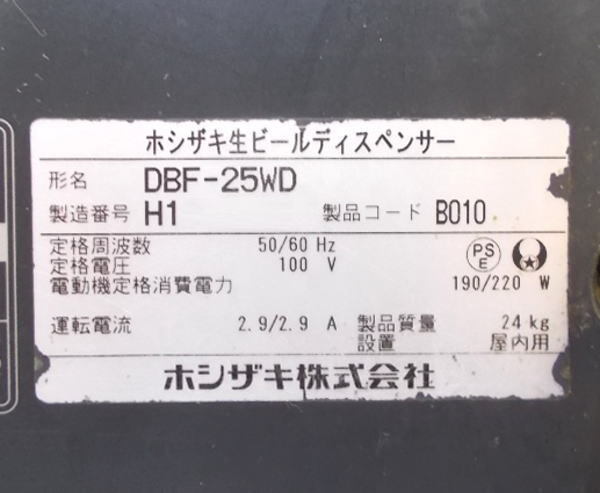 ホシザキ生ビールディスペンサー
形名 DBF-25WD
製造番号 H1 製品コード B010
定格周波数 50/60 Hz
定格電圧 100 V
PS E
電動機定格消費電力 190/220 W
運転電流 2.9/2.9 A 製品質量 24kg
設置 屋内用
ホシザキ株式会社